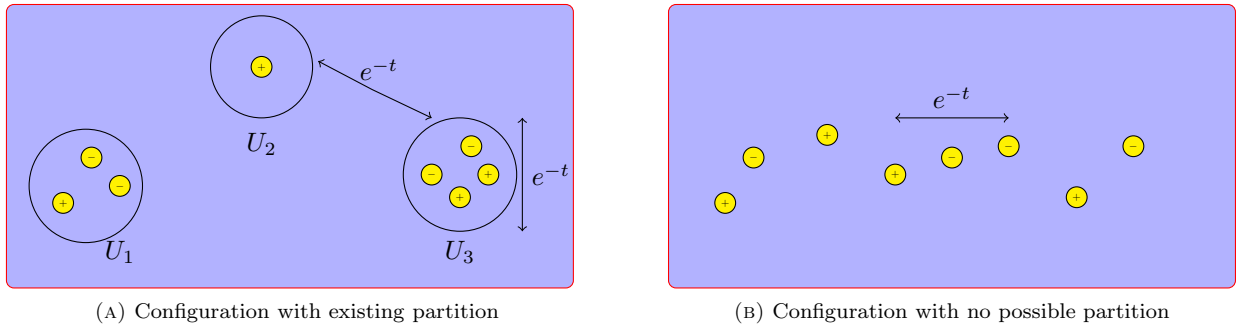 +
e^{-t}
e^{-t}
+
U_2
−
−
+
−
−
+
−
−
−
−
−
+
e^{-t}
+
−
+
+
+
+
U_1
U_3
(A) Configuration with existing partition
(B) Configuration with no possible partition